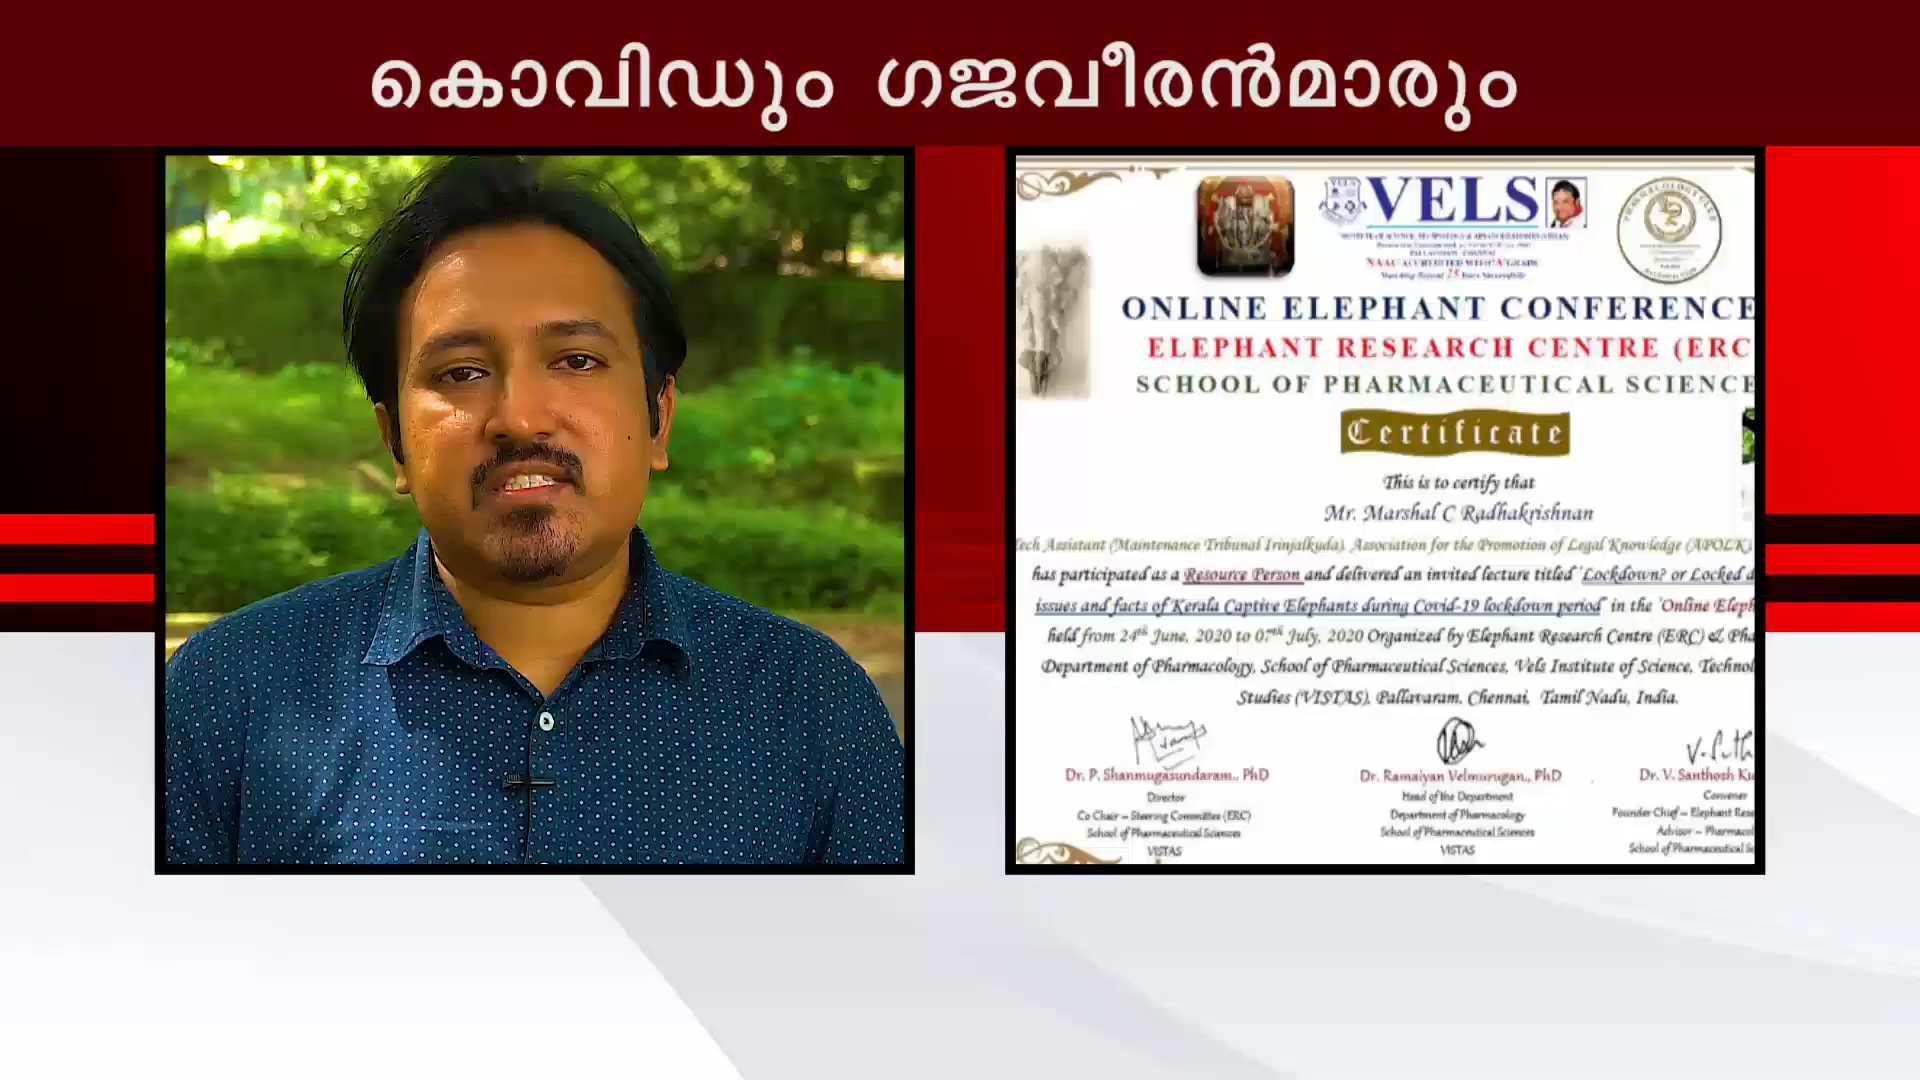 കൊവിഡും ഗജവീരൻമാരും
VELS
NAAC ACCREDITED WITH 'A' GRADE
ONLINE ELEPHANT CONFERENCE
ELEPHANT RESEARCH CENTRE (ERC
SCHOOL OF PHARMACEUTICAL SCIENCE
Certificate
This is to certify that
Mr. Marshal C Radhakrishnan
Tech Assistant (Maintenance Tribunal Irinjalkuda), Association for the Promotion of Legal Knowledge (APOLK)
has participated as a Resource Person and delivered an invited lecture titled 'Lockdown? or Locked d
issues and facts of Kerala Captive Elephants during Covid-19 lockdown period' in the 'Online Eleph
held from 24th June, 2020 to 07th July, 2020 Organized by Elephant Research Centre (ERC) & Pha
Department of Pharmacology, School of Pharmaceutical Sciences, Vels Institute of Science, Technol
Studies (VISTAS), Pallavaram, Chennai, Tamil Nadu, India.
Dr. P. Shanmugasundaram., PhD
Director
Co Chair – Steering Committee (ERC)
School of Pharmaceutical Sciences
VISTAS
Dr. Ramaiyan Velmurugan., PhD
Head of the Department
Department of Pharmacology
School of Pharmaceutical Sciences
VISTAS
Dr. V. Santhosh Ku
Convener
Founder Chief – Elephant Rese
Advisor – Pharmacol
School of Pharmaceutical S